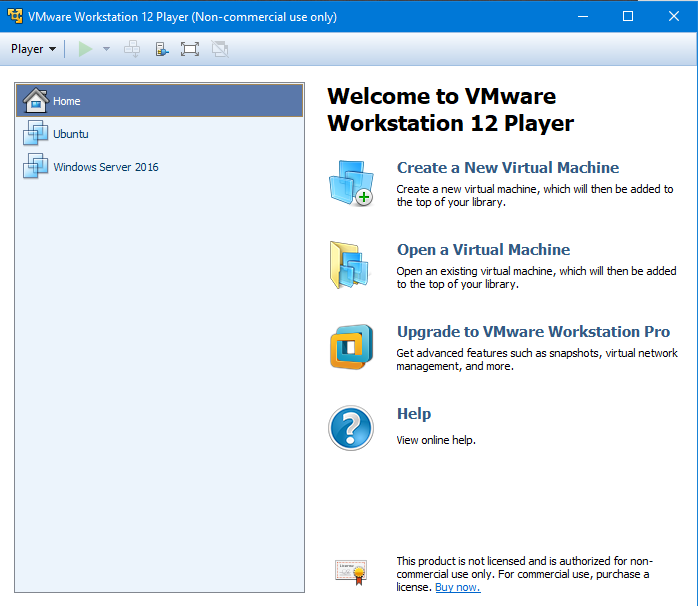 VMware Workstation 12 Player (Non-commercial use only)
Player
Home
Ubuntu
Windows Server 2016
Welcome to VMware
Workstation 12 Player
Create a New Virtual Machine
Create a new virtual machine, which will then be added to
the top of your library.
Open a Virtual Machine
Open an existing virtual machine, which will then be added
to the top of your library.
Upgrade to VMware Workstation Pro
Get advanced features such as snapshots, virtual network
management, and more.
Help
View online help.
This product is not licensed and is authorized for non-
commercial use only. For commercial use, purchase a
license. Buy now.